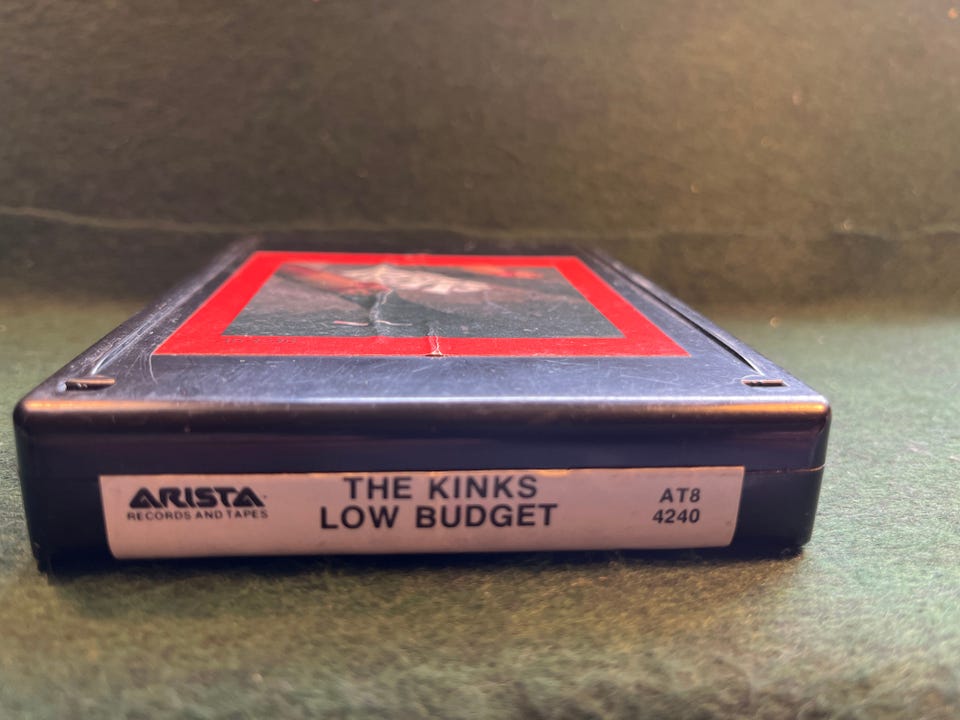 ARISTA
RECORDS AND TAPES
THE KINKS
LOW BUDGET
AT8
4240